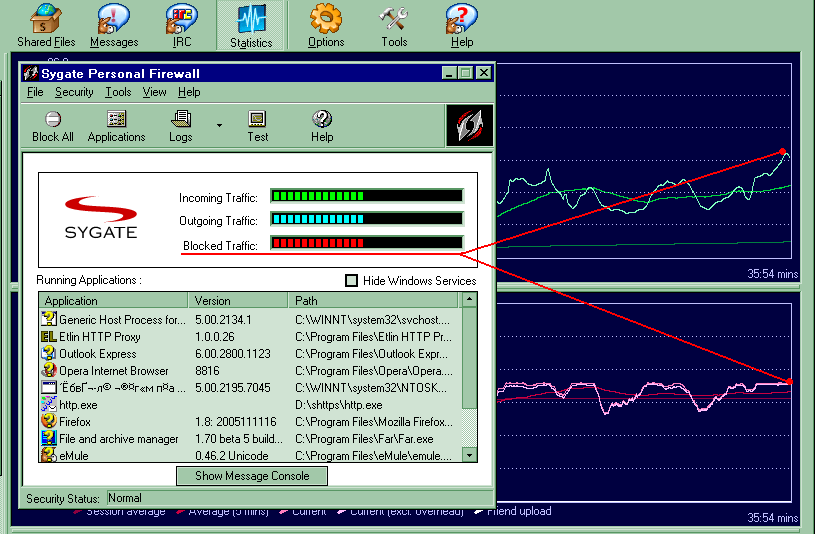 Shared Files Messages IRC Statistics Options Tools Help
Sygate Personal Firewall
File Security Tools View Help
Block All Applications Logs Test Help
SYGATE
Incoming Traffic:
Outgoing Traffic:
Blocked Traffic:
Running Applications :
Hide Windows Services
35:54 mins
Application Version Path
Generic Host Process for... 5.00.2134.1 C:\WINNT\system32\svchost....
Etlin HTTP Proxy 1.0.0.26 C:\Program Files\Etlin HTTP Pr...
Outlook Express 6.00.2800.1123 C:\Program Files\Outlook Expr...
Opera Internet Browser 8816 C:\Program Files\Opera\Opera....
5.00.2195.7045 C:\WINNT\system32\NTOSK...
http.exe D:\shttps\http.exe
Firefox 1.8: 2005111116 C:\Program Files\Mozilla Firefox...
File and archive manager 1.70 beta 5 build... C:\Program Files\Far\Far.exe
eMule 0.46.2 Unicode C:\Program Files\eMule\emule....
Show Message Console
Security Status: Normal
Session average Average (5 mins) Current Current (excl. overhead) Friend upload
35:54 mins